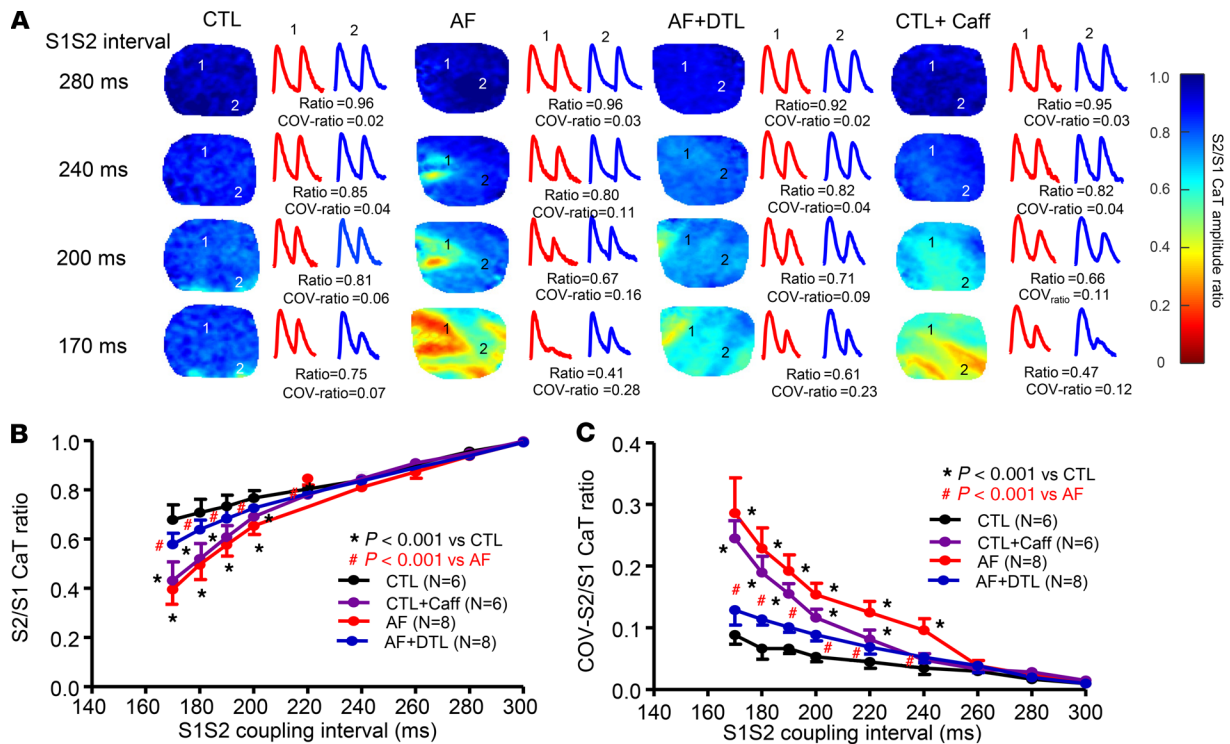 A
CTL
AF
AF+DTL
CTL+ Caff
S1S2 interval
1 2
1 2
1 2
1 2
280 ms
1
2
Ratio =0.96
COV-ratio =0.02
1
2
Ratio =0.96
COV-ratio =0.03
1
2
Ratio =0.92
COV-ratio =0.02
1
2
Ratio =0.95
COV-ratio =0.03
240 ms
1
2
Ratio =0.85
COV-ratio =0.04
1
2
Ratio =0.80
COV-ratio=0.11
1
2
Ratio =0.82
COV-ratio =0.04
1
2
Ratio =0.82
COV-ratio =0.04
200 ms
1
2
Ratio =0.81
COV-ratio =0.06
1
2
Ratio =0.67
COV-ratio =0.16
1
2
Ratio =0.71
COV-ratio =0.09
1
2
Ratio =0.66
COVratio =0.11
170 ms
1
2
Ratio=0.75
COV-ratio =0.07
1
2
Ratio =0.41
COV-ratio =0.28
1
2
Ratio =0.61
COV-ratio =0.23
1
2
Ratio =0.47
COV-ratio =0.12
1.0
0.8
0.6
0.4
0.2
0
S2/S1 CaT amplitude ratio
B
S2/S1 CaT ratio
1.0
0.8
0.6
0.4
0.2
0.0
140 160 180 200 220 240 260 280 300
S1S2 coupling interval (ms)
* P < 0.001 vs CTL
# P < 0.001 vs AF
CTL (N=6)
CTL+Caff (N=6)
AF (N=8)
AF+DTL (N=8)
# # # # #
* * * *
* * * *
C
COV-S2/S1 CaT ratio
0.4
0.3
0.2
0.1
0.0
140 160 180 200 220 240 260 280 300
S1S2 coupling interval (ms)
* P < 0.001 vs CTL
# P < 0.001 vs AF
CTL (N=6)
CTL+Caff (N=6)
AF (N=8)
AF+DTL (N=8)
* * * * * *
* * * * *
# # # # # #